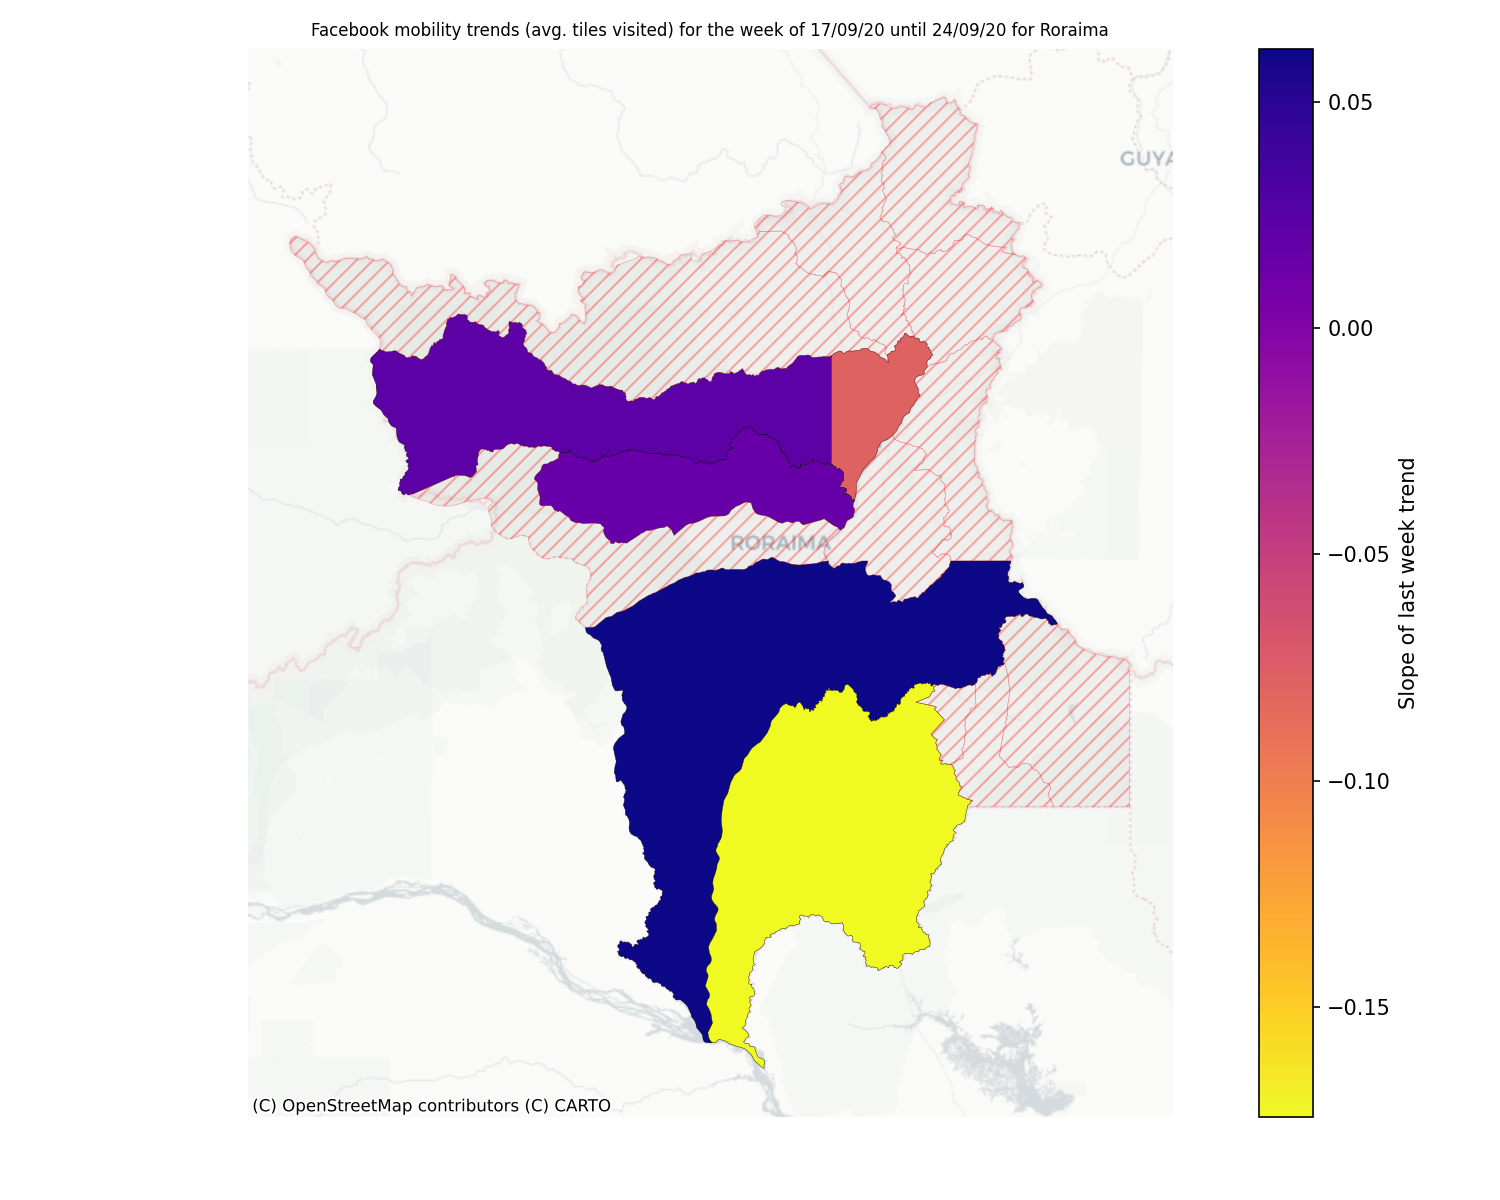 Facebook mobility trends (avg. tiles visited) for the week of 17/09/20 until 24/09/20 for Roraima
GUYA
RORAIMA
0.05
0.00
−0.05
−0.10
−0.15
Slope of last week trend
(C) OpenStreetMap contributors (C) CARTO